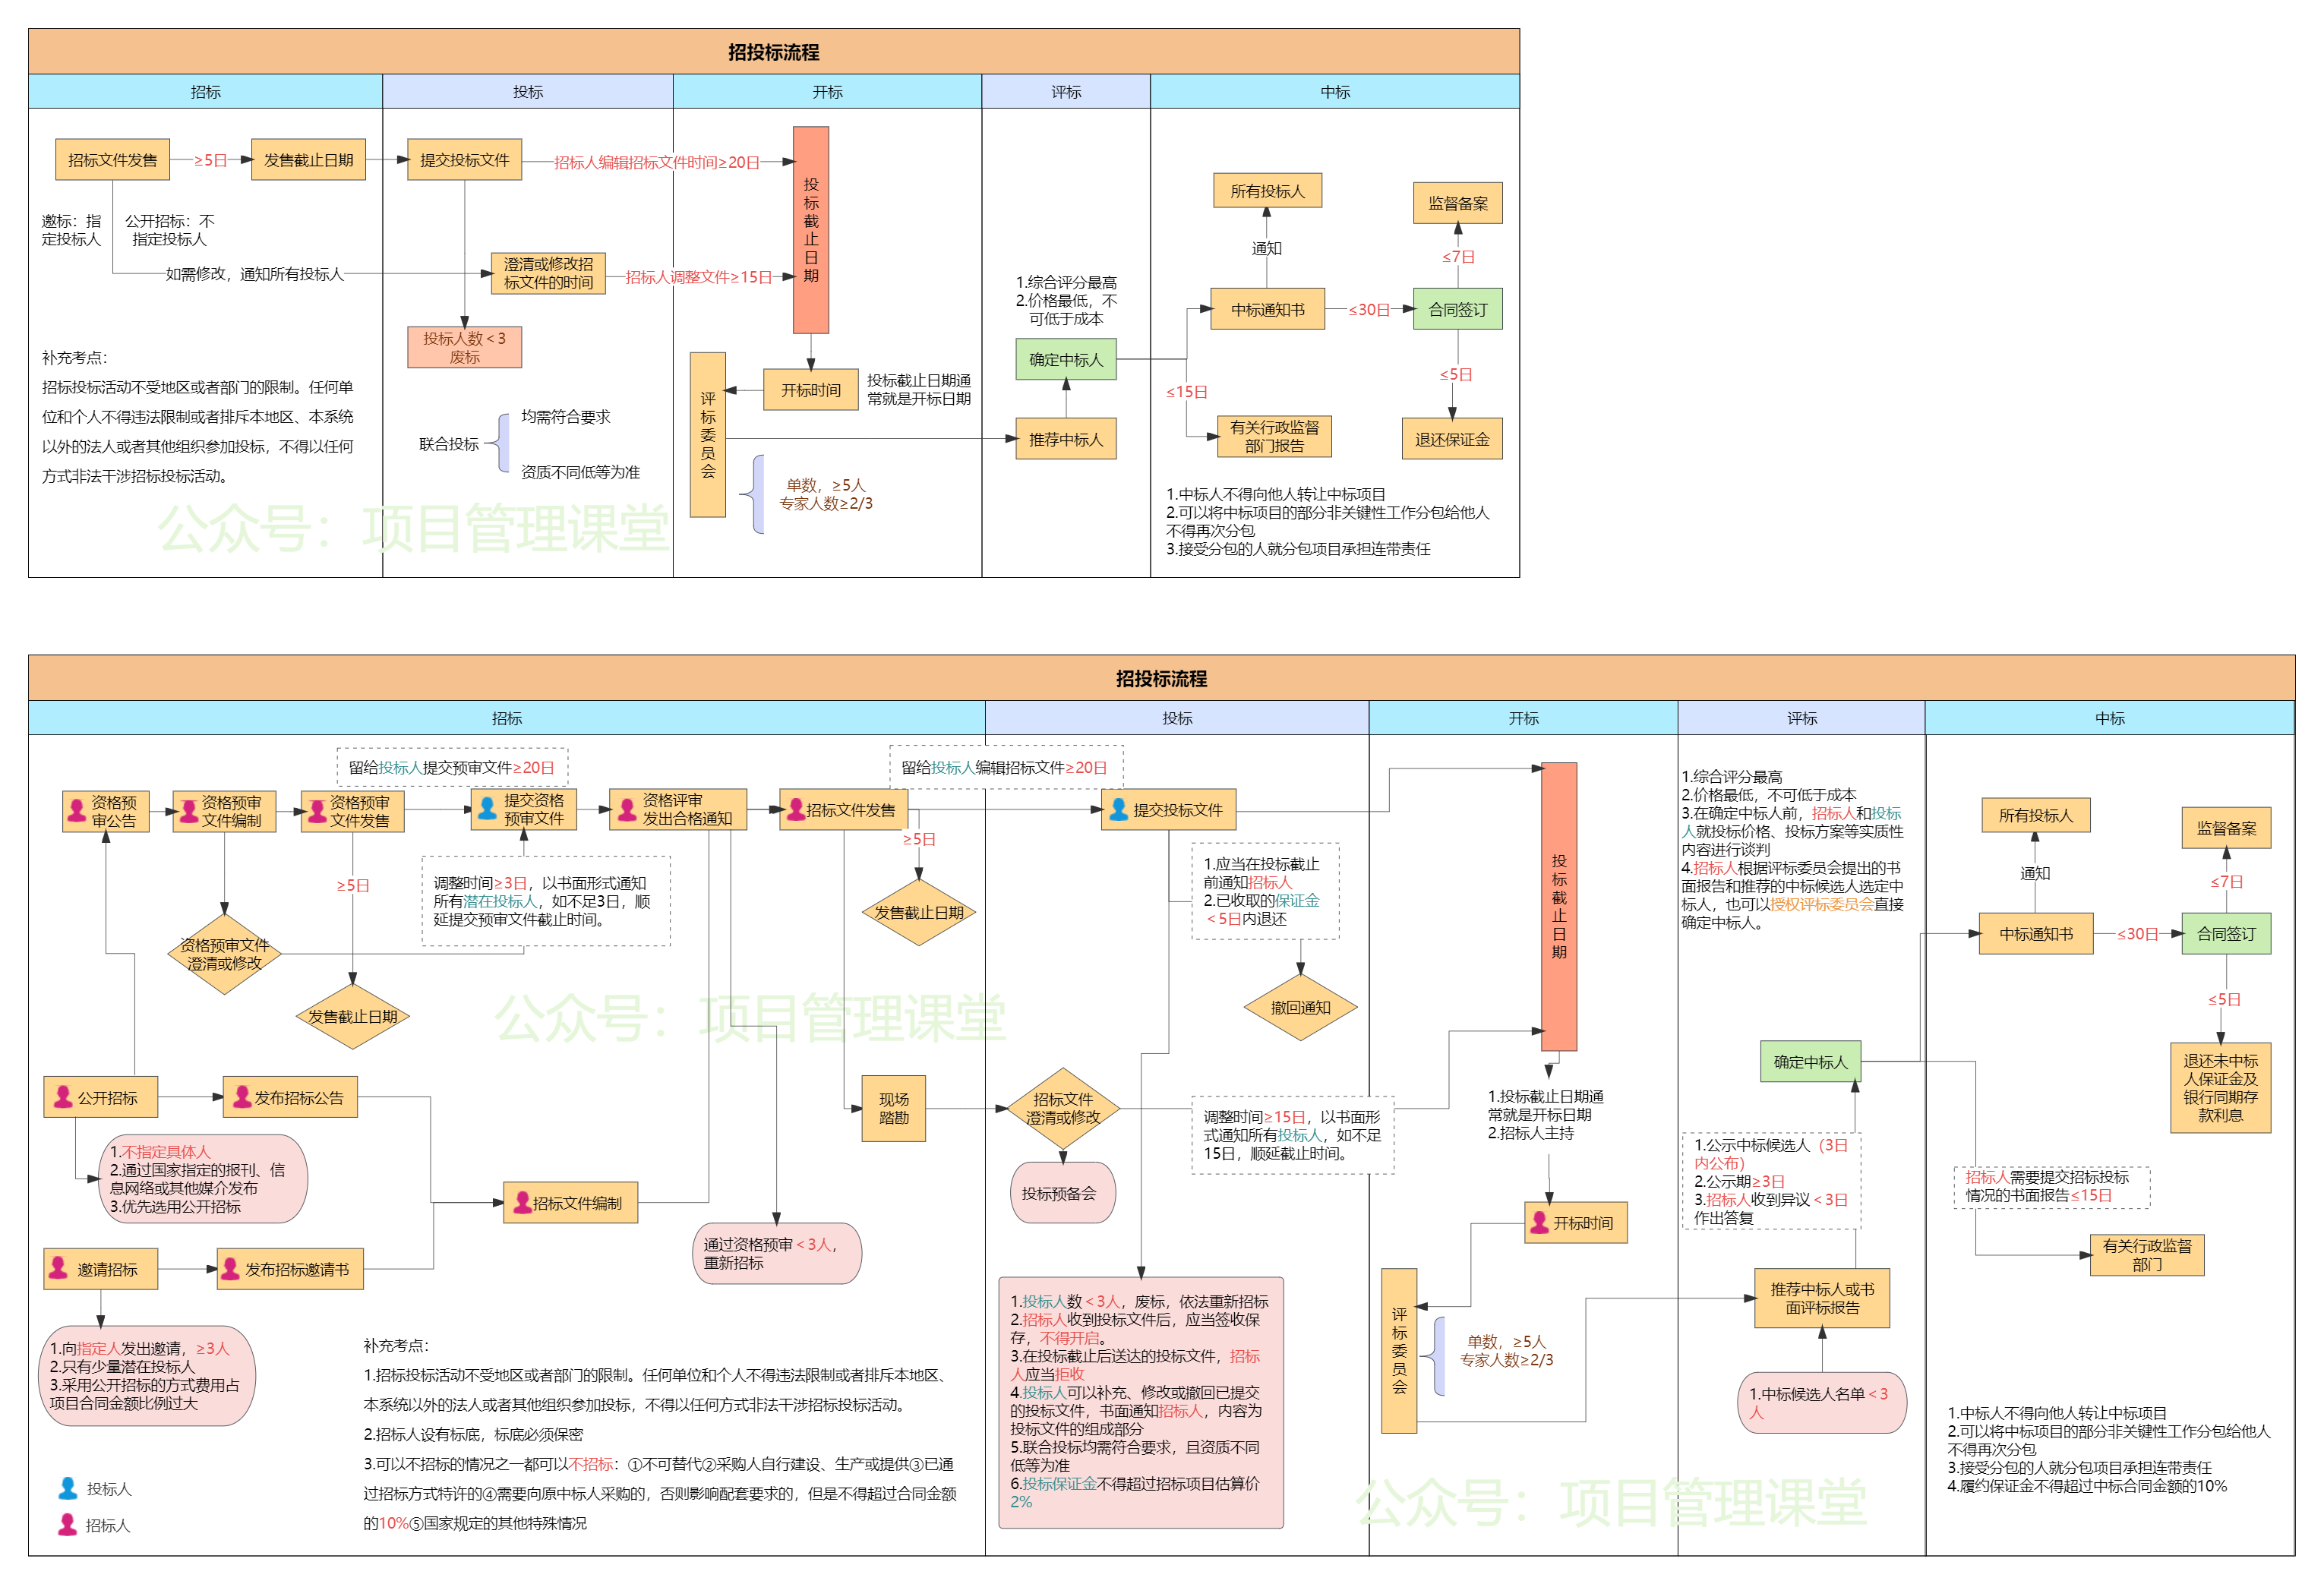 招投标流程
招标
投标
开标
评标
中标
招标文件发售
≥5日
发售截止日期
邀标：指
定投标人
公开招标：不
指定投标人
如需修改，通知所有投标人
补充考点：
招标投标活动不受地区或者部门的限制。任何单
位和个人不得违法限制或者排斥本地区、本系统
以外的法人或者其他组织参加投标，不得以任何
方式非法干涉招标投标活动。
提交投标文件
招标人编辑招标文件时间≥20日
澄清或修改招
标文件的时间
招标人调整文件≥15日
投标人数＜3
废标
联合投标
均需符合要求
资质不同低等为准
投标截止日期
开标时间
投标截止日期通
常就是开标日期
评标委员会
单数，≥5人
专家人数≥2/3
1.综合评分最高
2.价格最低，不
可低于成本
确定中标人
推荐中标人
所有投标人
通知
中标通知书
≤30日
合同签订
≤7日
监督备案
≤5日
退还保证金
≤15日
有关行政监督
部门报告
1.中标人不得向他人转让中标项目
2.可以将中标项目的部分非关键性工作分包给他人
不得再次分包
3.接受分包的人就分包项目承担连带责任
公众号：项目管理课堂
招投标流程
招标
投标
开标
评标
中标
留给投标人提交预审文件≥20日
留给投标人编辑招标文件≥20日
资格预
审公告
资格预审
文件编制
资格预审
文件发售
提交资格
预审文件
资格评审
发出合格通知
招标文件发售
≥5日
发售截止日期
≥5日
发售截止日期
调整时间≥3日，以书面形式通知
所有潜在投标人，如不足3日，顺
延提交预审文件截止时间。
资格预审文件
澄清或修改
公开招标
发布招标公告
1.不指定具体人
2.通过国家指定的报刊、信
息网络或其他媒介发布
3.优先选用公开招标
招标文件编制
邀请招标
发布招标邀请书
1.向指定人发出邀请，≥3人
2.只有少量潜在投标人
3.采用公开招标的方式费用占
项目合同金额比例过大
通过资格预审＜3人，
重新招标
现场
踏勘
补充考点：
1.招标投标活动不受地区或者部门的限制。任何单位和个人不得违法限制或者排斥本地区、
本系统以外的法人或者其他组织参加投标，不得以任何方式非法干涉招标投标活动。
2.招标人设有标底，标底必须保密
3.可以不招标的情况之一都可以不招标：①不可替代②采购人自行建设、生产或提供③已通
过招标方式特许的④需要向原中标人采购的，否则影响配套要求的，但是不得超过合同金额
的10%⑤国家规定的其他特殊情况
投标人
招标人
提交投标文件
1.应当在投标截止
前通知招标人
2.已收取的保证金
＜5日内退还
撤回通知
招标文件
澄清或修改
投标预备会
调整时间≥15日，以书面形
式通知所有投标人，如不足
15日，顺延截止时间。
1.投标人数＜3人，废标，依法重新招标
2.招标人收到投标文件后，应当签收保
存，不得开启。
3.在投标截止后送达的投标文件，招标
人应当拒收
4.投标人可以补充、修改或撤回已提交
的投标文件，书面通知招标人，内容为
投标文件的组成部分
5.联合投标均需符合要求，且资质不同
低等为准
6.投标保证金不得超过招标项目估算价
2%
投标截止日期
1.投标截止日期通
常就是开标日期
2.招标人主持
开标时间
评标委员会
单数，≥5人
专家人数≥2/3
1.综合评分最高
2.价格最低，不可低于成本
3.在确定中标人前，招标人和投标
人就投标价格、投标方案等实质性
内容进行谈判
4.招标人根据评标委员会提出的书
面报告和推荐的中标候选人选定中
标人，也可以授权评标委员会直接
确定中标人。
确定中标人
1.公示中标候选人（3日
内公布）
2.公示期≥3日
3.招标人收到异议＜3日
作出答复
推荐中标人或书
面评标报告
1.中标候选人名单＜3
人
所有投标人
通知
中标通知书
≤30日
合同签订
≤7日
监督备案
≤5日
退还未中标
人保证金及
银行同期存
款利息
招标人需要提交招标投标
情况的书面报告≤15日
有关行政监督
部门
1.中标人不得向他人转让中标项目
2.可以将中标项目的部分非关键性工作分包给他人
不得再次分包
3.接受分包的人就分包项目承担连带责任
4.履约保证金不得超过中标合同金额的10%
公众号：项目管理课堂
公众号：项目管理课堂